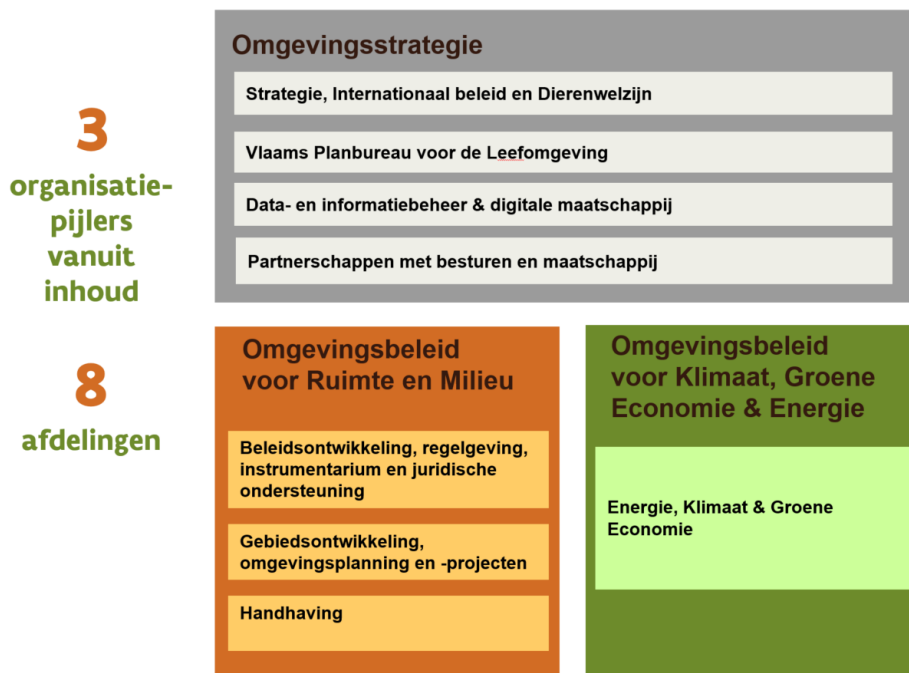 3
organisatie-
pijlers
vanuit
inhoud
8
afdelingen
Omgevingsstrategie
Strategie, Internationaal beleid en Dierenwelzijn
Vlaams Planbureau voor de Leefomgeving
Data- en informatiebeheer & digitale maatschappij
Partnerschappen met besturen en maatschappij
Omgevingsbeleid
voor Ruimte en Milieu
Beleidsontwikkeling, regelgeving,
instrumentarium en juridische
ondersteuning
Gebiedsontwikkeling,
omgevingsplanning en -projecten
Handhaving
Omgevingsbeleid
voor Klimaat, Groene
Economie & Energie
Energie, Klimaat & Groene
Economie